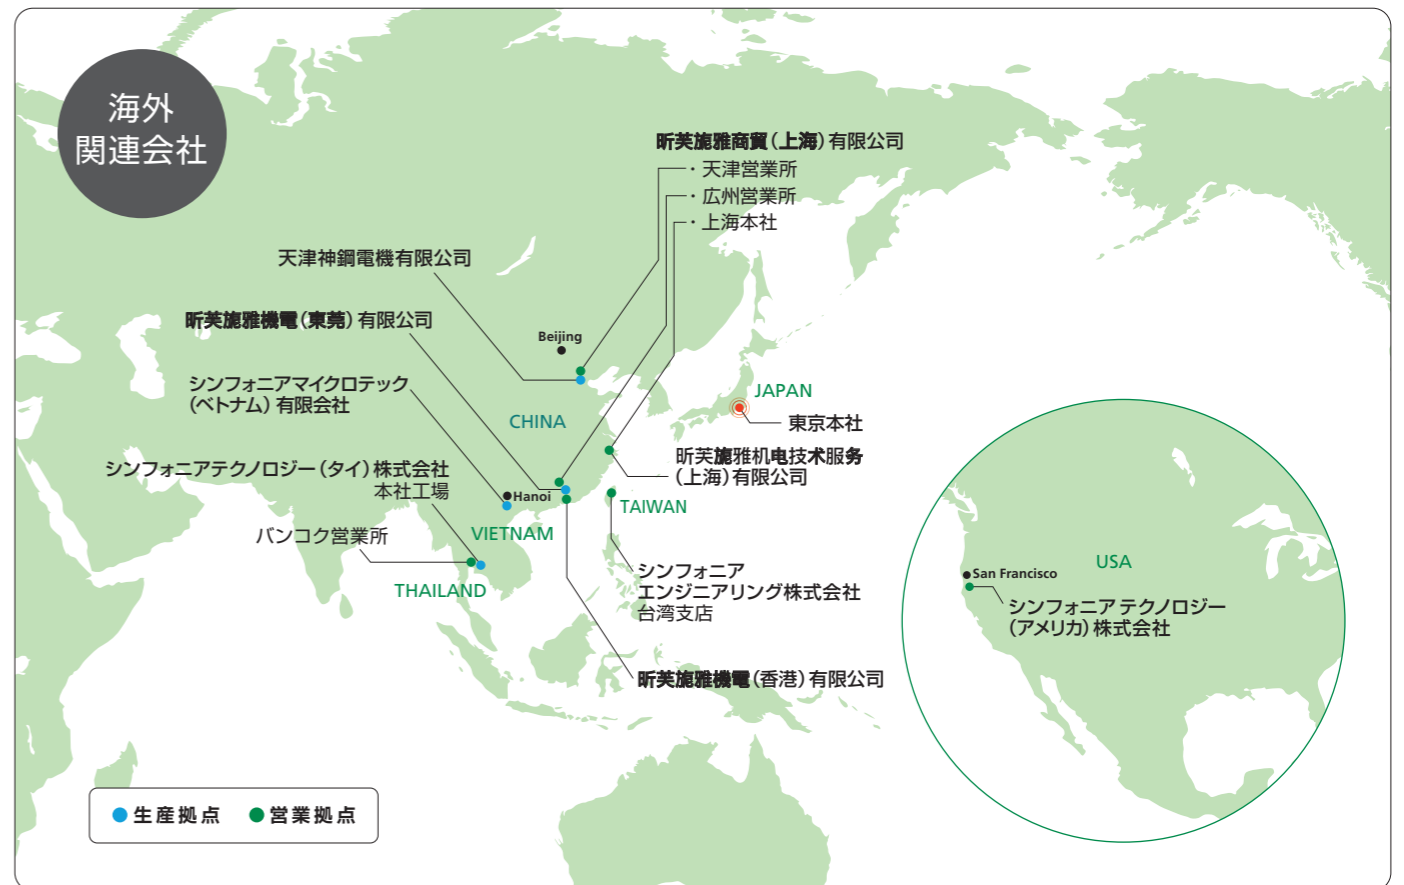 海外
関連会社
昕芙旎雅商貿（上海）有限公司
・天津営業所
・広州営業所
・上海本社
天津神鋼電機有限公司
昕芙旎雅機電（東莞）有限公司
Beijing
シンフォニアマイクロテック
（ベトナム）有限会社
JAPAN
東京本社
CHINA
昕芙旎雅机电技术服务
（上海）有限公司
シンフォニアテクノロジー（タイ）株式会社
本社工場
Hanoi
TAIWAN
バンコク営業所
VIETNAM
THAILAND
シンフォニア
エンジニアリング株式会社
台湾支店
昕芙旎雅機電（香港）有限公司
USA
San Francisco
シンフォニア テクノロジー
（アメリカ）株式会社
生産拠点 営業拠点